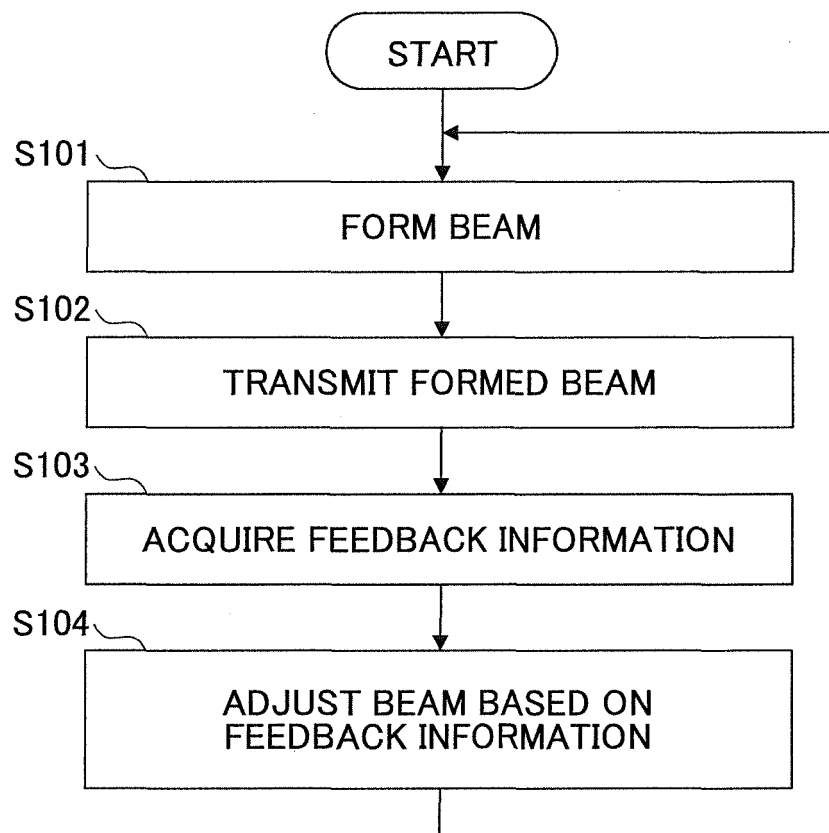 START
S101
FORM BEAM
S102
TRANSMIT FORMED BEAM
S103
ACQUIRE FEEDBACK INFORMATION
S104
ADJUST BEAM BASED ON
FEEDBACK INFORMATION